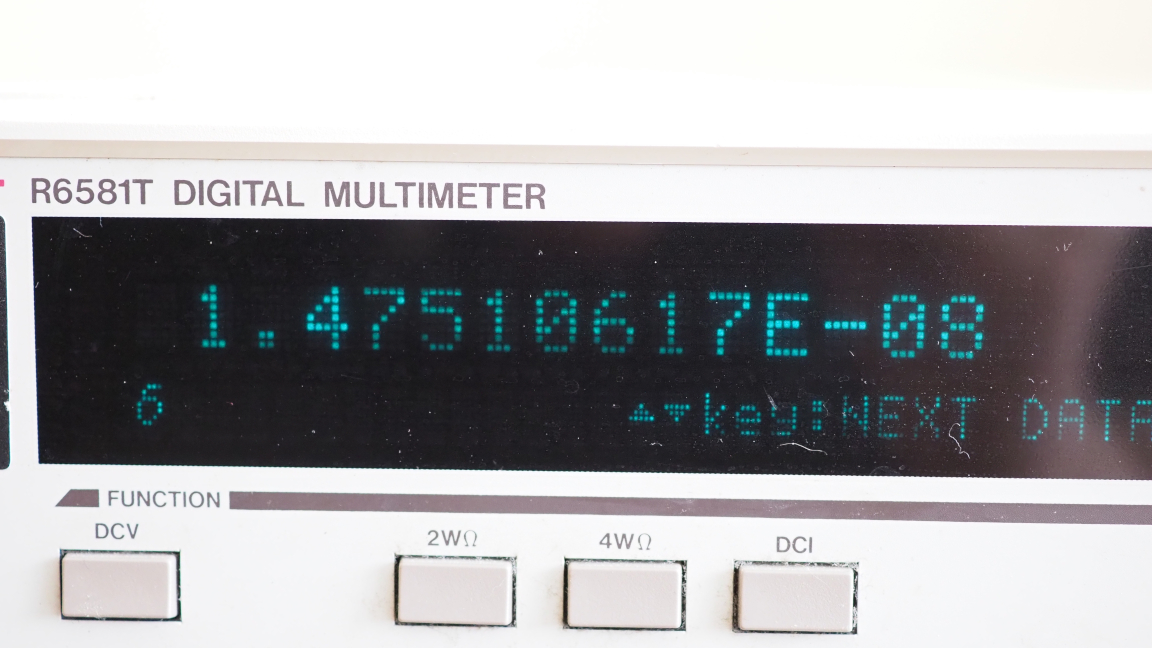 R6581T DIGITAL MULTIMETER
1.47510617E-08
6 ▲▼key:NEXT DATA
FUNCTION
DCV 2WΩ 4WΩ DCI